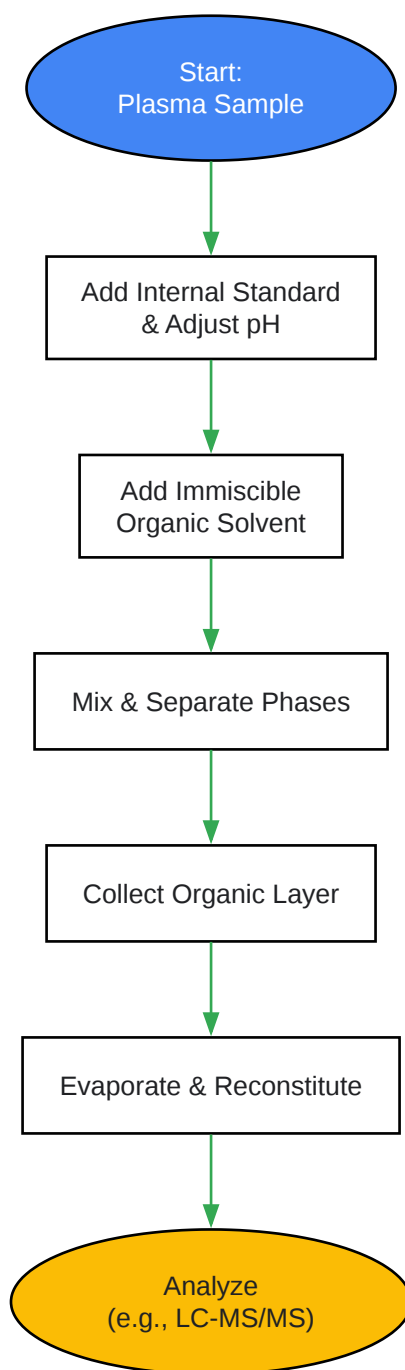 Start:
Plasma Sample
Add Internal Standard
& Adjust pH
Add Immiscible
Organic Solvent
Mix & Separate Phases
Collect Organic Layer
Evaporate & Reconstitute
Analyze
(e.g., LC-MS/MS)